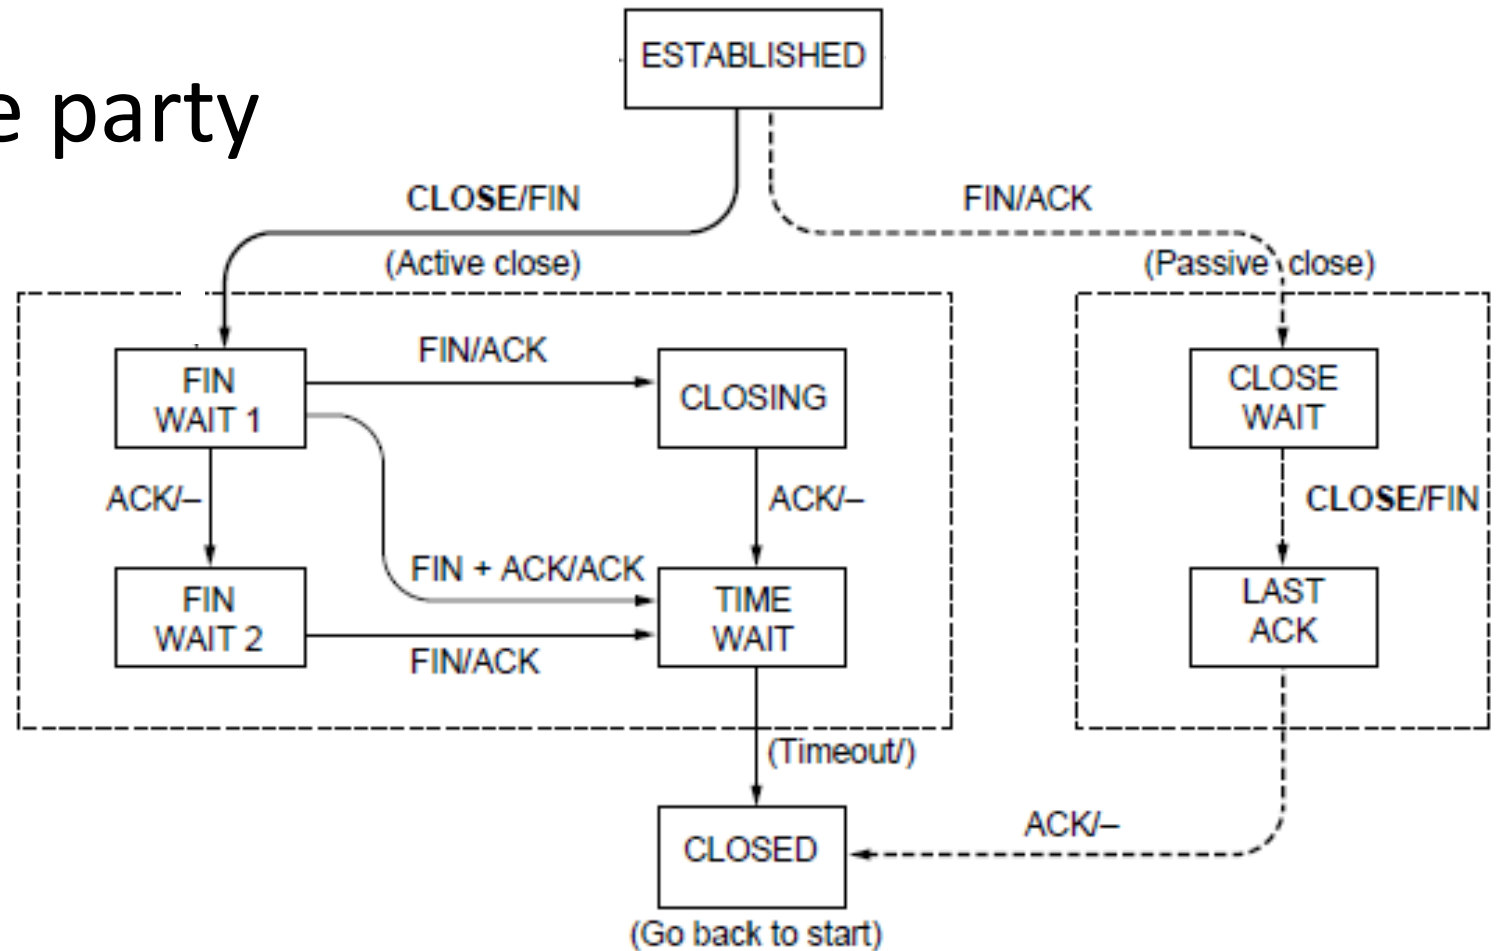 ESTABLISHED
e party
CLOSE/FIN
FIN/ACK
(Active close)
(Passive close)
FIN
WAIT 1
FIN/ACK
CLOSING
CLOSE
WAIT
ACK/–
ACK/–
CLOSE/FIN
FIN
WAIT 2
FIN + ACK/ACK
FIN/ACK
TIME
WAIT
LAST
ACK
(Timeout/)
CLOSED
ACK/–
(Go back to start)